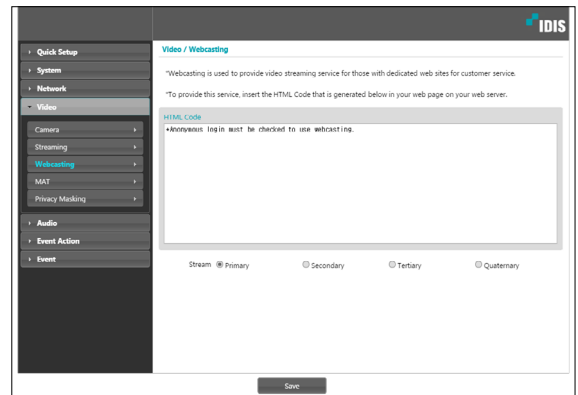 IDIS
Quick Setup
System
Network
Video
Camera
Streaming
Webcasting
MAT
Privacy Masking
Audio
Event Action
Event
Video / Webcasting
*Webcasting is used to provide video streaming service for those with dedicated web sites for customer service.
*To provide this service, insert the HTML Code that is generated below in your web page on your web server.
HTML Code
*Anonymous login must be checked to use webcasting.
Stream Primary Secondary Tertiary Quaternary
Save